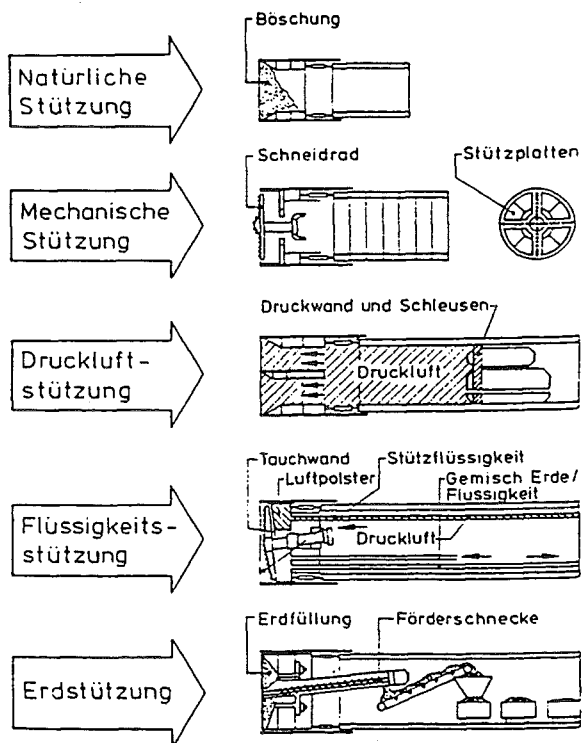 Böschung
Natürliche
Stützung
Schneidrad
Stützplatten
Mechanische
Stützung
Druckwand und Schleusen
Druckluft-
stützung
Druckluft
Tauchwand
Luftpolster
Stützflüssigkeit
Gemisch Erde/
Flüssigkeit
Flüssigkeits-
stützung
Druckluft
Erdfüllung
Förderschnecke
Erdstützung